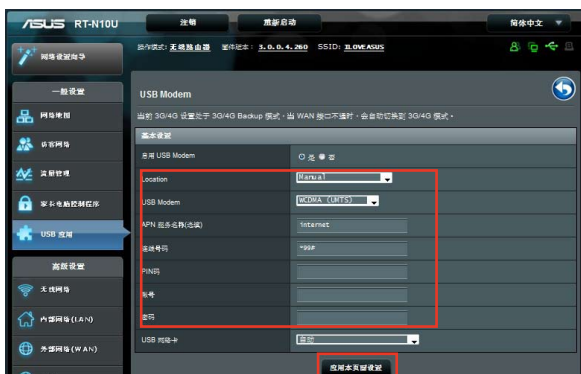 ASUS RT-N10U 注销 重新启动 简体中文
操作模式: 无线路由器 固件版本: 3.0.0.4.260 SSID: ILOVEASUS
网络设置向导
一般设置
网络地图
访客网络
流量管理
家长电脑控制程序
USB 应用
高级设置
无线网络
内部网络(LAN)
外部网络(WAN)
USB Modem
当前 3G/4G 设置处于 3G/4G Backup 模式,当 WAN 接口不通时,会自动切换到 3G/4G 模式。
基本设置
启用 USB Modem 是 否
Location Manual
USB Modem WCDMA (UMTS)
APN 服务名称(选填) internet
连线号码 *99#
PIN码
账号
密码
USB 网络卡 自动
应用本页面设置